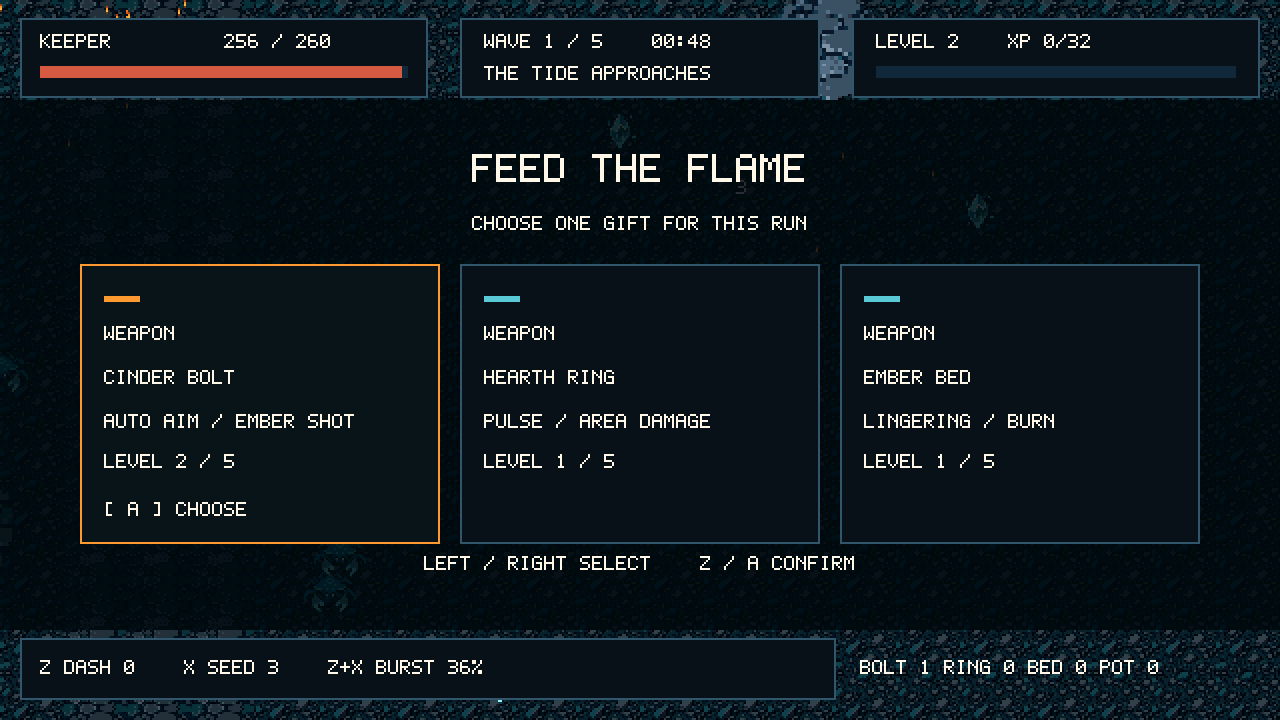 KEEPER 256 / 260
WAVE 1 / 5 00:48
THE TIDE APPROACHES
LEVEL 2 XP 0/32
FEED THE FLAME
3
CHOOSE ONE GIFT FOR THIS RUN
WEAPON
CINDER BOLT
AUTO AIM / EMBER SHOT
LEVEL 2 / 5
[ A ] CHOOSE
WEAPON
HEARTH RING
PULSE / AREA DAMAGE
LEVEL 1 / 5
WEAPON
EMBER BED
LINGERING / BURN
LEVEL 1 / 5
LEFT / RIGHT SELECT Z / A CONFIRM
Z DASH 0 X SEED 3 Z+X BURST 36%
BOLT 1 RING 0 BED 0 POT 0